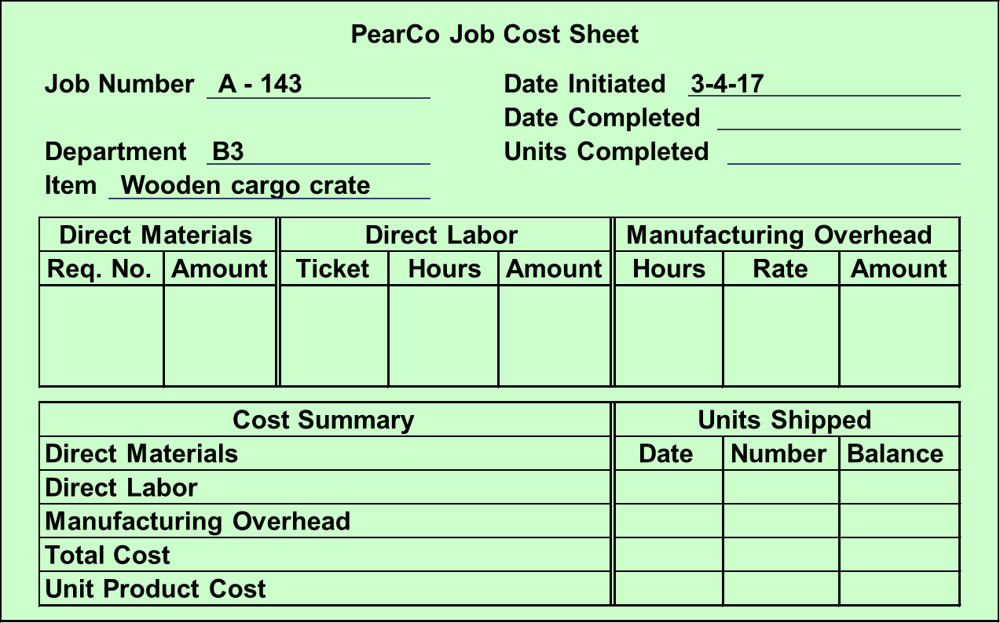 PearCo Job Cost Sheet
Job Number A - 143 Date Initiated 3-4-17
Date Completed
Department B3 Units Completed
Item Wooden cargo crate
Direct Materials Direct Labor Manufacturing Overhead
Req. No. Amount Ticket Hours Amount Hours Rate Amount
Cost Summary Units Shipped
Direct Materials Date Number Balance
Direct Labor
Manufacturing Overhead
Total Cost
Unit Product Cost